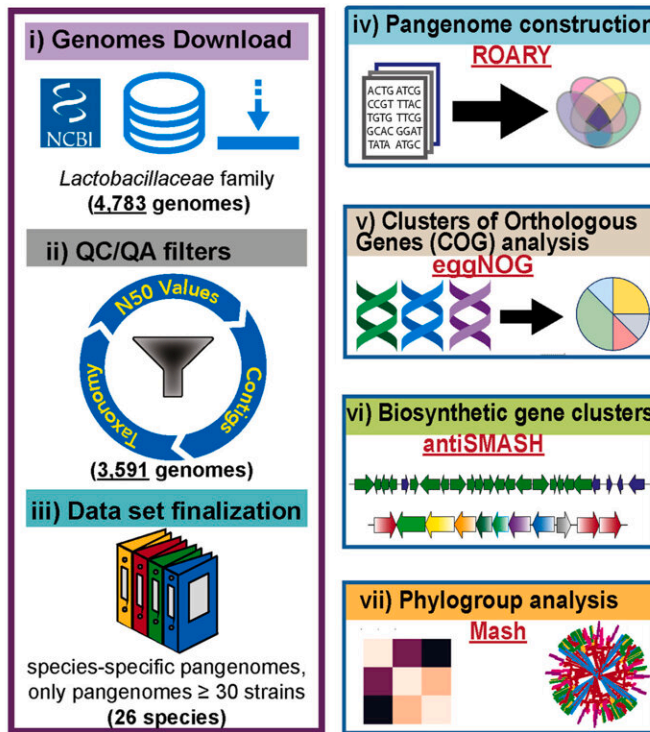 i) Genomes Download
NCBI
Lactobacillaceae family
(4,783 genomes)
ii) QC/QA filters
N50 Values
Contigs
Taxonomy
(3,591 genomes)
iii) Data set finalization
species-specific pangenomes,
only pangenomes ≥ 30 strains
(26 species)
iv) Pangenome construction
ROARY
ACTG ATCG
CCGT TTAC
TGTG TTCG
GCAC GGAT
TATA ATGC
v) Clusters of Orthologous
Genes (COG) analysis
eggNOG
vi) Biosynthetic gene clusters
antiSMASH
vii) Phylogroup analysis
Mash